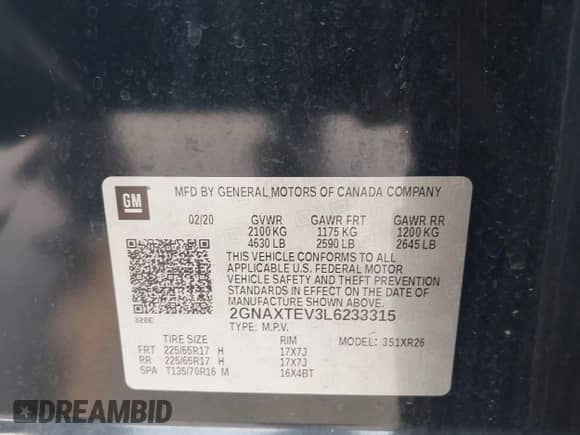 GM
MFD BY GENERAL MOTORS OF CANADA COMPANY
02/20 GVWR GAWR FRT GAWR RR
2100 KG 1175 KG 1200 KG
4630 LB 2590 LB 2645 LB
THIS VEHICLE CONFORMS TO ALL
APPLICABLE U.S. FEDERAL MOTOR
VEHICLE SAFETY AND THEFT PREVENTION
STANDARDS IN EFFECT ON THE DATE OF
MANUFACTURE SHOWN ABOVE.
320E
2GNAXTEV3L6233315
TYPE: M.P.V. MODEL: 351XR26
TIRE SIZE RIM
FRT 225/65R17 H 17X7J
RR 225/65R17 H 17X7J
SPA T135/70R16 M 16X4BT
DREAMBID